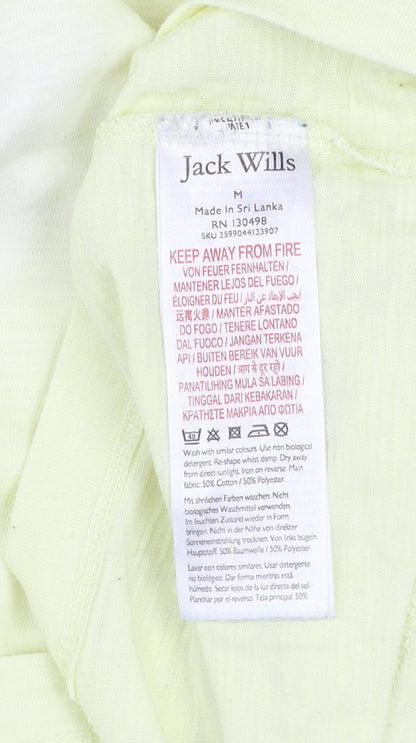 Jack Wills
M
Made In Sri Lanka
RN 130498
SKU 2599044133907
KEEP AWAY FROM FIRE
VON FEUER FERNHALTEN /
MANTENER LEJOS DEL FUEGO /
ÉLOIGNER DU FEU / إيجب الإبعاد عن النار /
远离火源 / MANTER AFASTADO
DO FOGO / TENERE LONTANO
DAL FUOCO / JANGAN TERKENA
API / BUITEN BEREIK VAN VUUR
HOUDEN / आग से दूर रहो /
PANATILIHING MULA SA LABING /
TINGGAL DARI KEBAKARAN /
ΚΡΑΤΗΣΤΕ ΜΑΚΡΙΑ ΑΠΟ ΦΩΤΙΑ
40
Wash with similar colours. Use non biological
detergent. Re-shape whilst damp. Dry away
from direct sunlight. Iron on reverse. Main
fabric: 50% Cotton / 50% Polyester.
Mit ähnlichen Farben waschen. Nicht
biologisches Waschmittel verwenden.
Im feuchten Zustand wieder in Form
bringen. Nicht in der Nähe von direkter
Sonneneinstrahlung trocknen. Von links bügeln
Hauptstoff: 50% Baumwolle / 50% Polyester.
Lavar con colores similares. Usar detergente
no biológico. Dar forma mientras está
húmedo. Secar lejos de la luz directa del sol
Planchar por el reverso. Tela principal: 50%